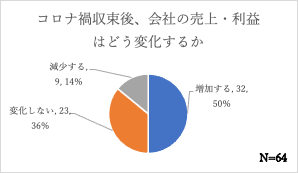 コロナ禍収束後、会社の売上・利益
はどう変化するか
減少する,
9, 14%
増加する, 32,
50%
変化しない, 23,
36%
N=64